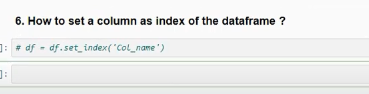 6. How to set a column as index of the dataframe ?
]: # df = df.set_index('Col_name')
]: